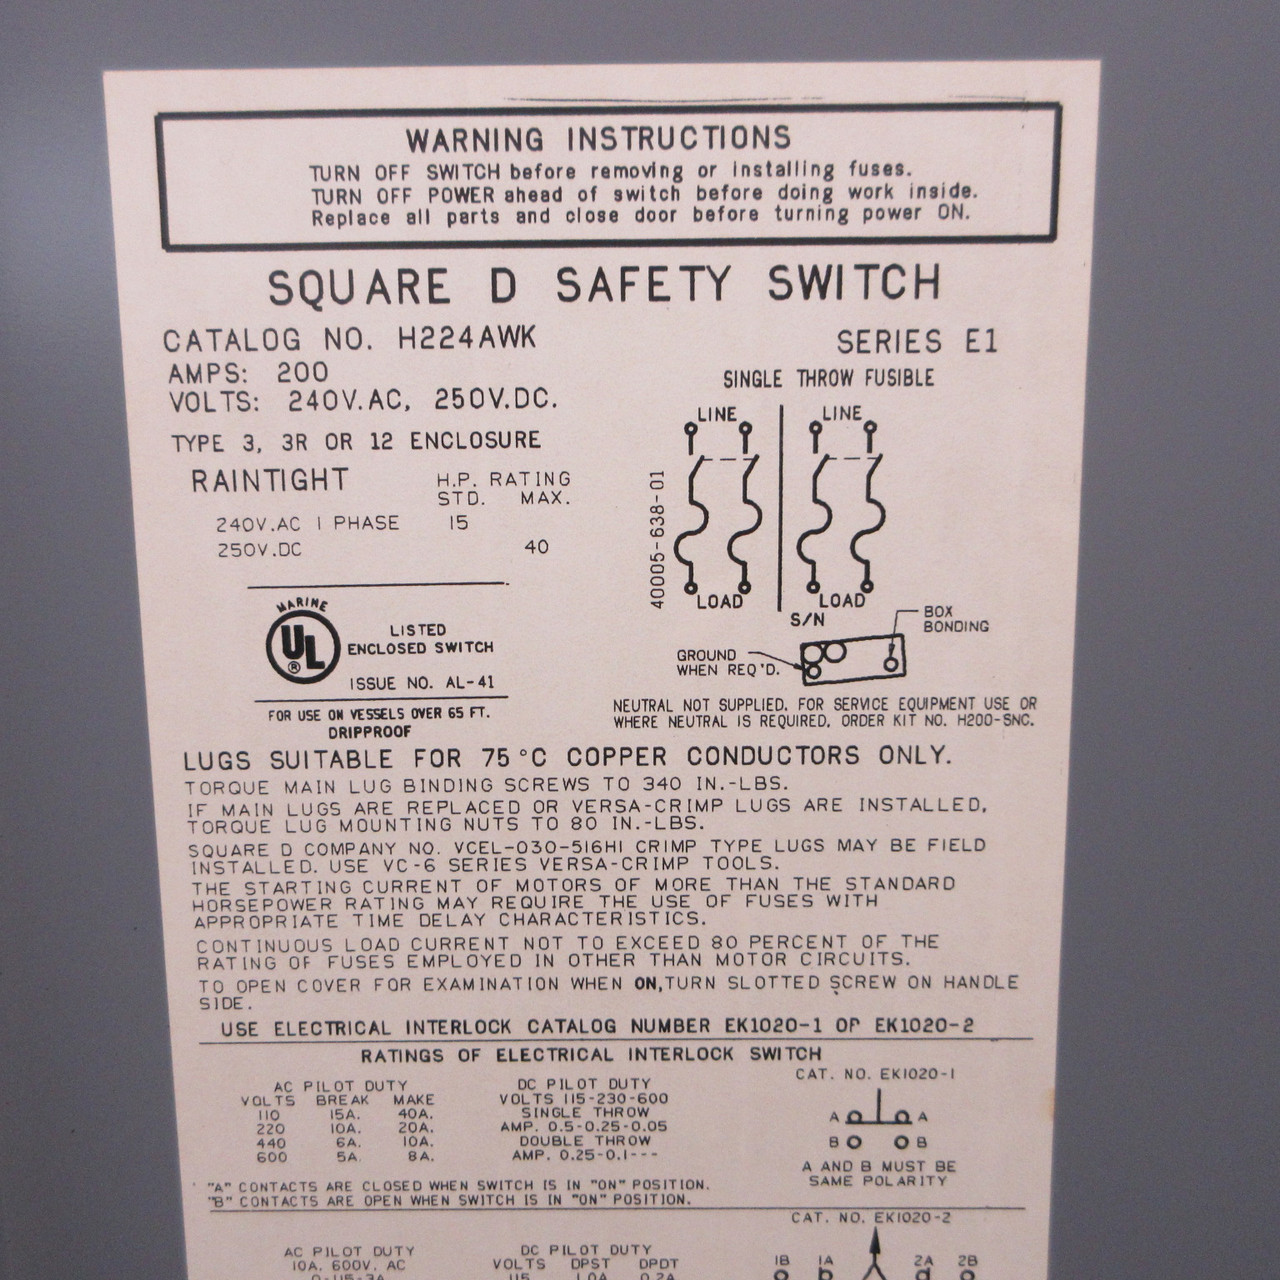 WARNING INSTRUCTIONS
TURN OFF SWITCH before removing or installing fuses.
TURN OFF POWER ahead of switch before doing work inside.
Replace all parts and close door before turning power ON.
SQUARE D SAFETY SWITCH
CATALOG NO. H224AWK
SERIES E1
AMPS: 200
VOLTS: 240V.AC, 250V.DC.
TYPE 3, 3R OR 12 ENCLOSURE
RAINTIGHT
H.P. RATING
STD. MAX.
240V.AC 1 PHASE 15
250V.DC 40
SINGLE THROW FUSIBLE
LINE LINE
40005-638-01
LOAD LOAD
S/N
BOX
BONDING
GROUND
WHEN REQ'D.
MARINE
UL
®
LISTED
ENCLOSED SWITCH
ISSUE NO. AL-41
FOR USE ON VESSELS OVER 65 FT.
DRIPPROOF
NEUTRAL NOT SUPPLIED. FOR SERVICE EQUIPMENT USE OR
WHERE NEUTRAL IS REQUIRED, ORDER KIT NO. H200-SNC.
LUGS SUITABLE FOR 75°C COPPER CONDUCTORS ONLY.
TORQUE MAIN LUG BINDING SCREWS TO 340 IN.-LBS.
IF MAIN LUGS ARE REPLACED OR VERSA-CRIMP LUGS ARE INSTALLED,
TORQUE LUG MOUNTING NUTS TO 80 IN.-LBS.
SQUARE D COMPANY NO. VCEL-030-516H1 CRIMP TYPE LUGS MAY BE FIELD
INSTALLED. USE VC-6 SERIES VERSA-CRIMP TOOLS.
THE STARTING CURRENT OF MOTORS OF MORE THAN THE STANDARD
HORSEPOWER RATING MAY REQUIRE THE USE OF FUSES WITH
APPROPRIATE TIME DELAY CHARACTERISTICS.
CONTINUOUS LOAD CURRENT NOT TO EXCEED 80 PERCENT OF THE
RATING OF FUSES EMPLOYED IN OTHER THAN MOTOR CIRCUITS.
TO OPEN COVER FOR EXAMINATION WHEN ON, TURN SLOTTED SCREW ON HANDLE
SIDE.
USE ELECTRICAL INTERLOCK CATALOG NUMBER EK1020-1 OR EK1020-2
RATINGS OF ELECTRICAL INTERLOCK SWITCH
AC PILOT DUTY
VOLTS BREAK MAKE
110 15A. 40A.
220 10A. 20A.
440 6A. 10A.
600 5A. 8A.
DC PILOT DUTY
VOLTS 115-230-600
SINGLE THROW
AMP. 0.5-0.25-0.05
DOUBLE THROW
AMP. 0.25-0.1---
CAT. NO. EK1020-1
A A
B B
A AND B MUST BE
SAME POLARITY
"A" CONTACTS ARE CLOSED WHEN SWITCH IS IN "ON" POSITION.
"B" CONTACTS ARE OPEN WHEN SWITCH IS IN "ON" POSITION.
CAT. NO. EK1020-2
AC PILOT DUTY
10A. 600V. AC
DC PILOT DUTY
VOLTS DPST DPDT
115 1.0A 0.2A
1B 1A 2A 2B